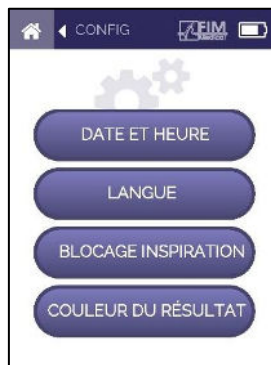 CONFIG FIM
DATE ET HEURE
LANGUE
BLOCAGE INSPIRATION
COULEUR DU RÉSULTAT